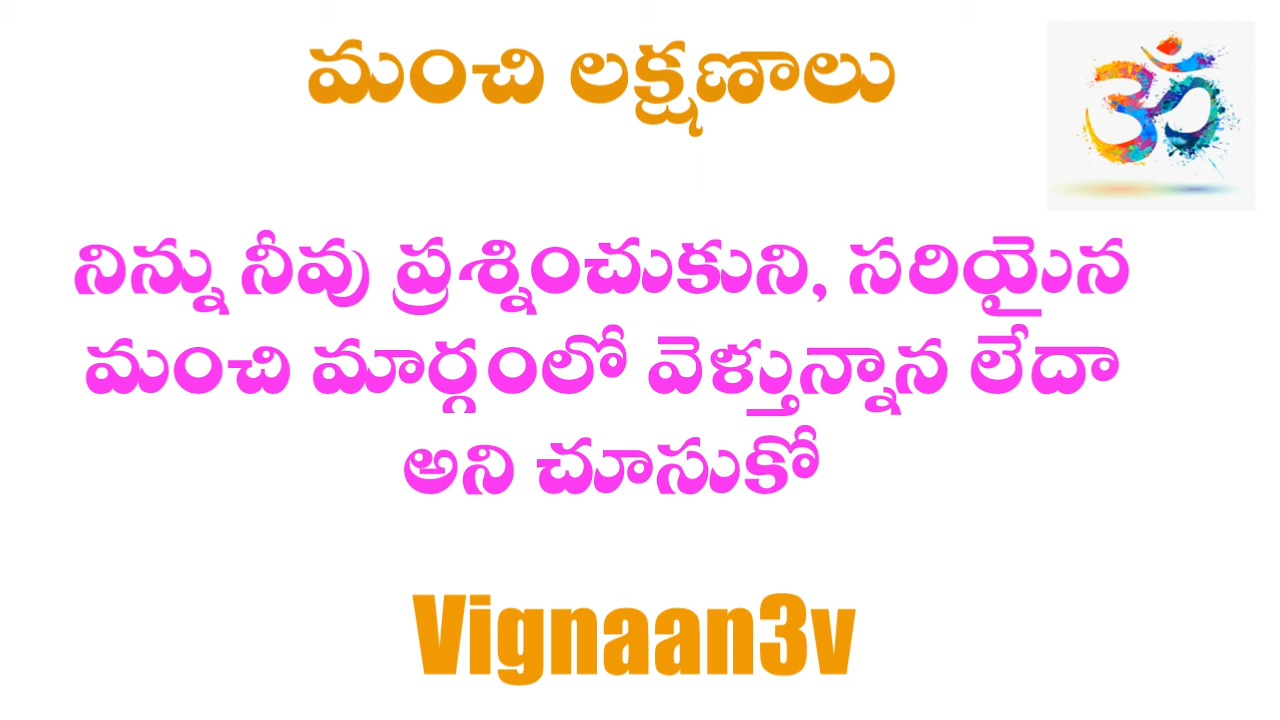 మంచి లక్షణాలు
నిన్ను నీవు ప్రశ్నించుకుని, సరియైన
మంచి మార్గంలో వెళ్తున్నాన లేదా
అని చూసుకో
Vignaan3v